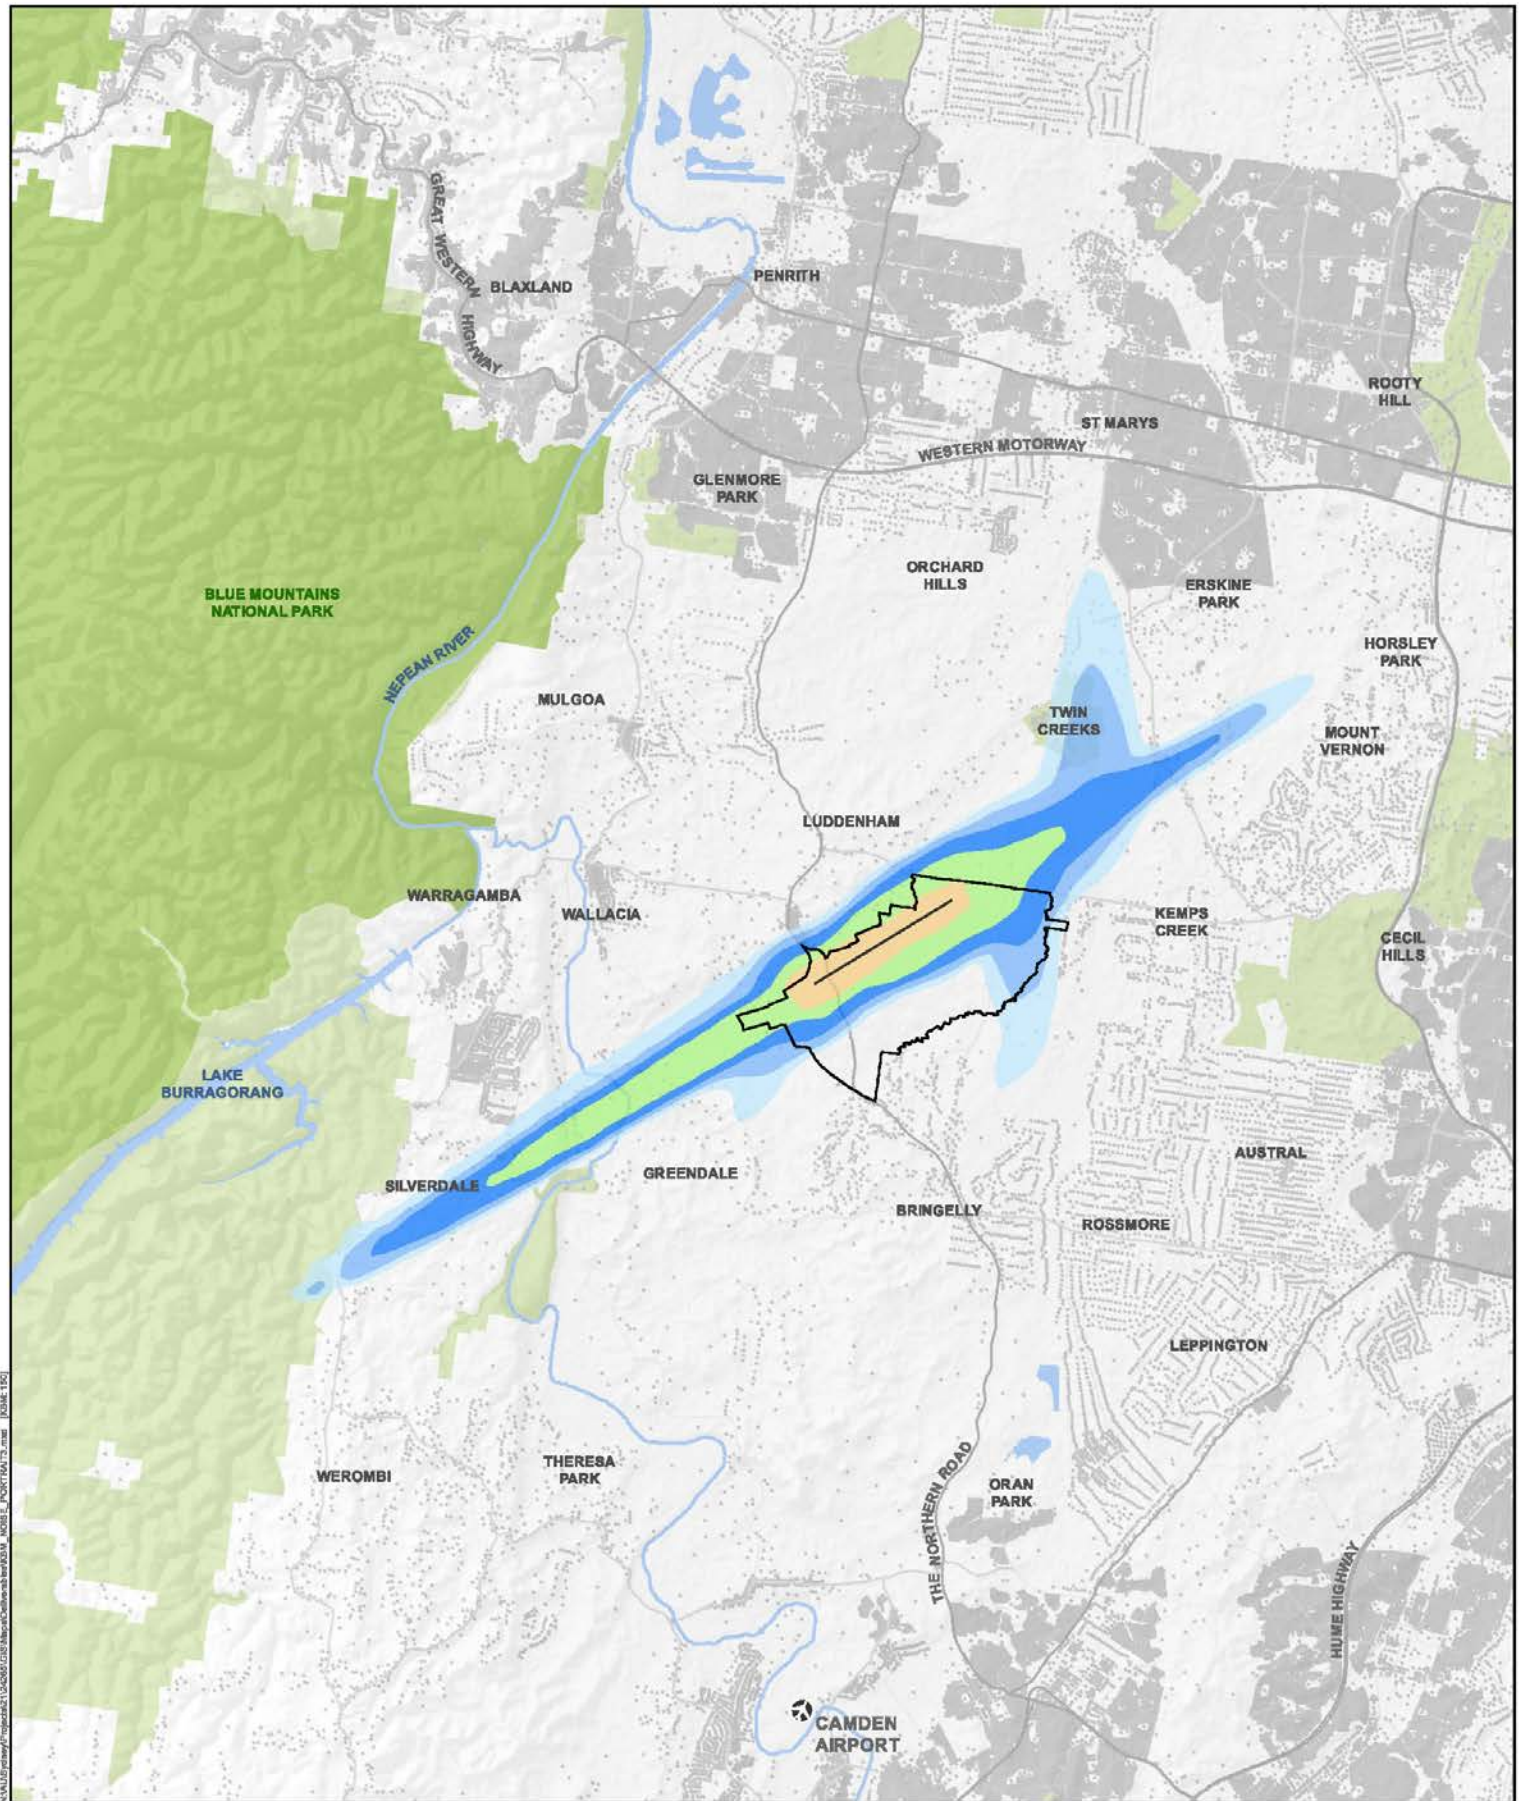 PENRITH
GREAT WESTERN
HIGHWAY
BLAXLAND
ROOTY
HILL
ST MARYS
WESTERN MOTORWAY
GLENMORE
PARK
ORCHARD
HILLS
ERSKINE
PARK
BLUE MOUNTAINS
NATIONAL PARK
NEPEAN RIVER
HORSLEY
PARK
MULGOA
TWIN
CREEKS
MOUNT
VERNON
LUDDENHAM
WARRAGAMBA
WALLACIA
KEMPS
CREEK
CECIL
HILLS
LAKE
BURRAGORANG
SILVERDALE
GREENDALE
AUSTRAL
BRINGELLY
ROSSMORE
LEPPINGTON
WEROMBI
THERESA
PARK
ORAN
PARK
THE NORTHERN ROAD
HUME HIGHWAY
CAMDEN
AIRPORT